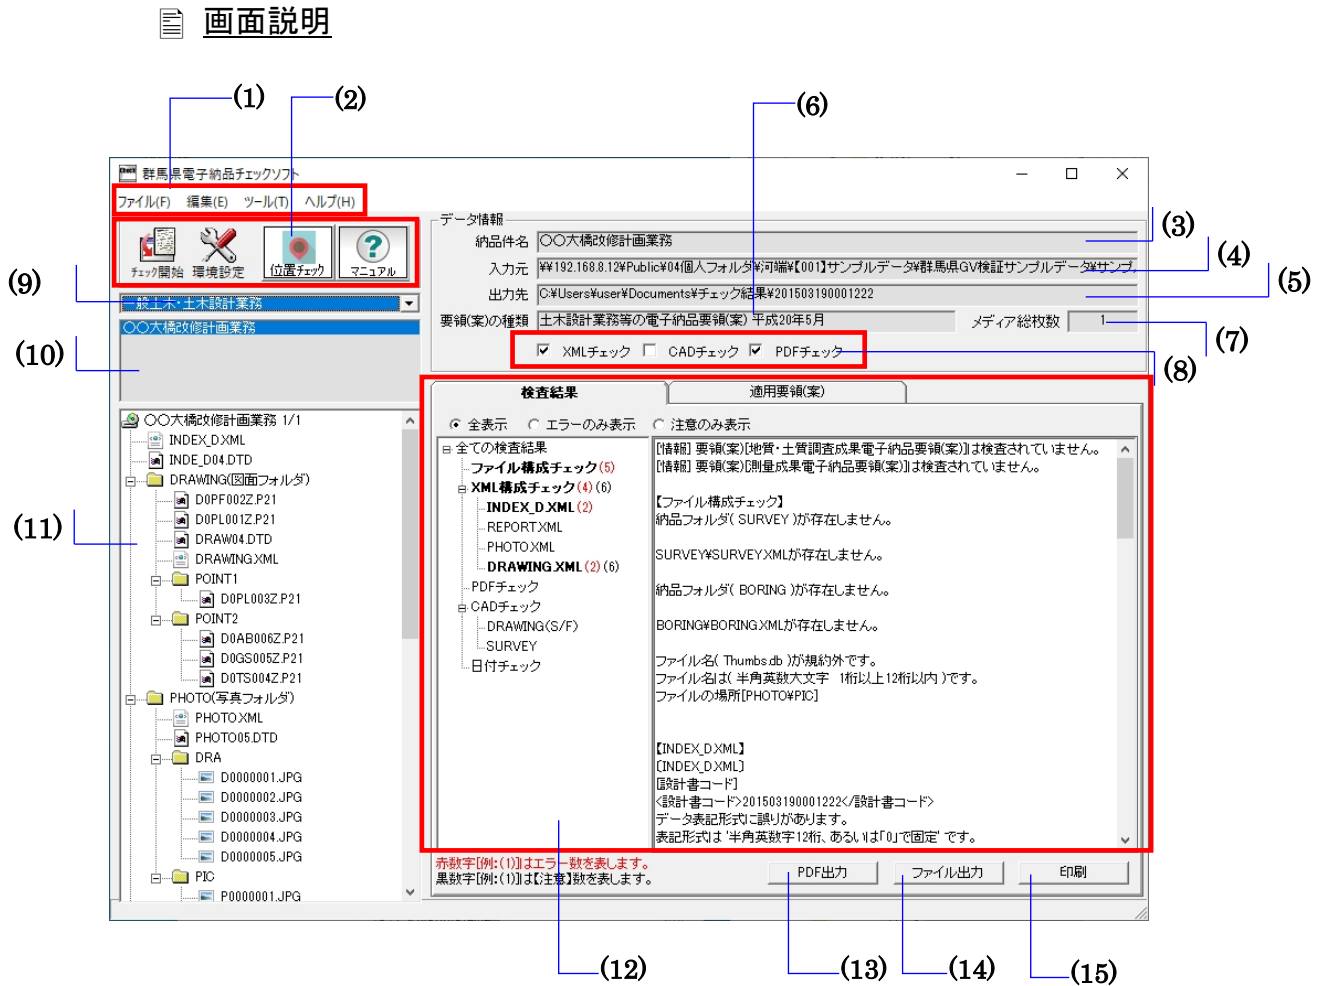 画面説明
(1)
(2)
(6)
群馬県電子納品チェックソフト
ファイル(F) 編集(E) ツール(T) ヘルプ(H)
チェック開始 環境設定 位置チェック マニュアル
データ情報
納品件名 〇〇大橋改修計画業務
(3)
入力元 ¥¥192.168.8.12¥Public¥04個人フォルダ¥河端¥【001】サンプルデータ¥群馬県GV検証サンプルデータ¥サンプ
(4)
出力先 C:¥Users¥user¥Documents¥チェック結果¥201503190001222
(5)
要領(案)の種類 土木設計業務等の電子納品要領(案) 平成20年5月 メディア総枚数 1
(7)
XMLチェック CADチェック PDFチェック
(8)
(9)
一般土木・土木設計業務
〇〇大橋改修計画業務
(10)
〇〇大橋改修計画業務 1/1
INDEX_D.XML
INDE_D04.DTD
DRAWING(図面フォルダ)
D0PF002Z.P21
D0PL001Z.P21
(11)
DRAW04.DTD
DRAWING.XML
POINT1
D0PL003Z.P21
POINT2
D0AB006Z.P21
D0GS005Z.P21
D0TS004Z.P21
PHOTO(写真フォルダ)
PHOTO.XML
PHOTO05.DTD
DRA
D0000001.JPG
D0000002.JPG
D0000003.JPG
D0000004.JPG
D0000005.JPG
PIC
P0000001.JPG
検査結果 適用要領(案)
全表示 エラーのみ表示 注意のみ表示
全ての検査結果
ファイル構成チェック(5)
XML構成チェック(4)(6)
INDEX_D.XML(2)
REPORT.XML
PHOTO.XML
DRAWING.XML(2)(6)
PDFチェック
CADチェック
DRAWING(S/F)
SURVEY
日付チェック
[情報] 要領(案)[地質・土質調査成果電子納品要領(案)]は検査されていません。
[情報] 要領(案)[測量成果電子納品要領(案)]は検査されていません。
【ファイル構成チェック】
納品フォルダ( SURVEY )が存在しません。
SURVEY¥SURVEY.XMLが存在しません。
納品フォルダ( BORING )が存在しません。
BORING¥BORING.XMLが存在しません。
ファイル名( Thumbs.db )が規約外です。
ファイル名は( 半角英数大文字 1桁以上12桁以内 )です。
ファイルの場所[PHOTO¥PIC]
【INDEX_D.XML】
〔INDEX_D.XML〕
[設計書コード]
<設計書コード>201503190001222</設計書コード>
データ表記形式に誤りがあります。
表記形式は '半角英数字12桁、あるいは「0」で固定' です。
赤数字[例:(1)]はエラー数を表します。
黒数字[例:(1)]は【注意】数を表します。
PDF出力 ファイル出力 印刷
(12)
(13)
(14)
(15)